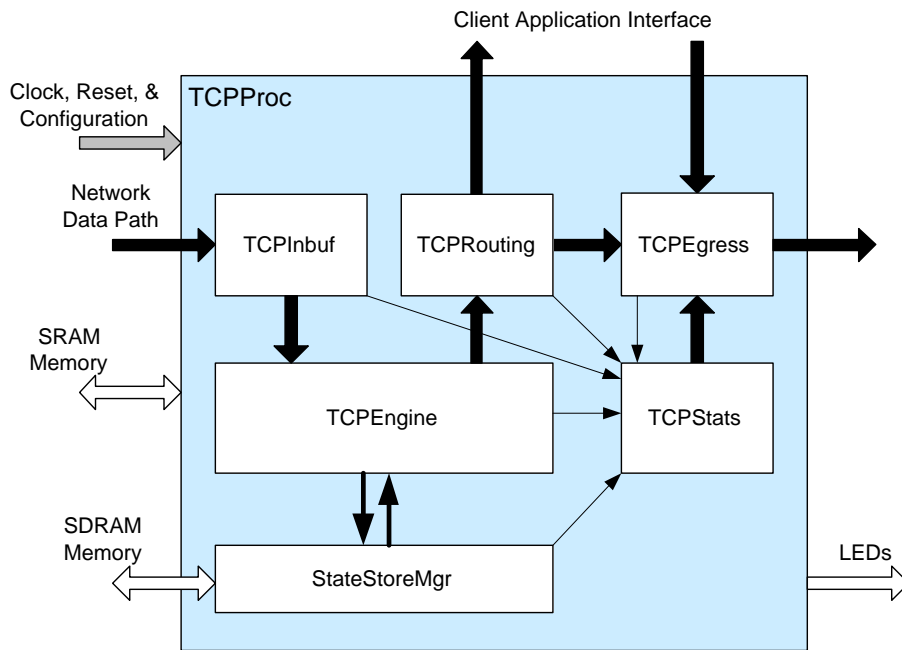 Client Application Interface
TCPProc
Clock, Reset, &
Configuration
Network
Data Path
TCPInbuf
TCPRouting
TCPEgress
SRAM
Memory
TCPEngine
TCPStats
SDRAM
Memory
StateStoreMgr
LEDs